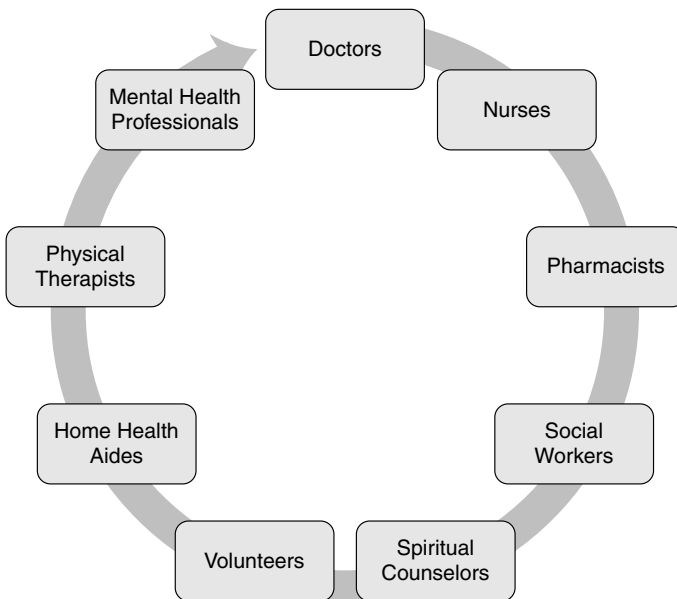 Doctors
Nurses
Pharmacists
Social
Workers
Spiritual
Counselors
Volunteers
Home Health
Aides
Physical
Therapists
Mental Health
Professionals